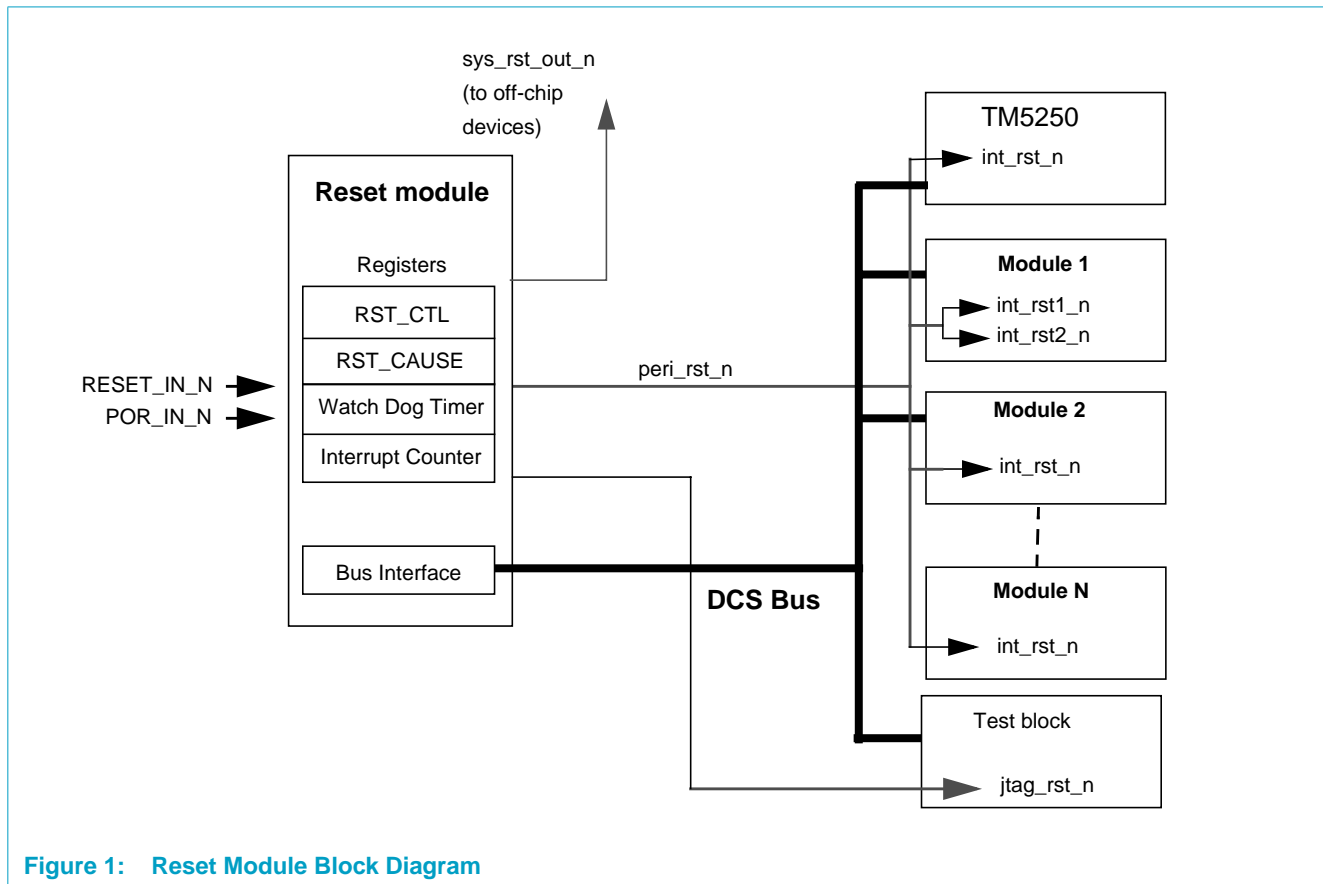 sys_rst_out_n
(to off-chip
devices)
Reset module
Registers
RST_CTL
RST_CAUSE
Watch Dog Timer
Interrupt Counter
Bus Interface
RESET_IN_N
POR_IN_N
peri_rst_n
DCS Bus
TM5250
int_rst_n
Module 1
int_rst1_n
int_rst2_n
Module 2
int_rst_n
Module N
int_rst_n
Test block
jtag_rst_n
Figure 1: Reset Module Block Diagram